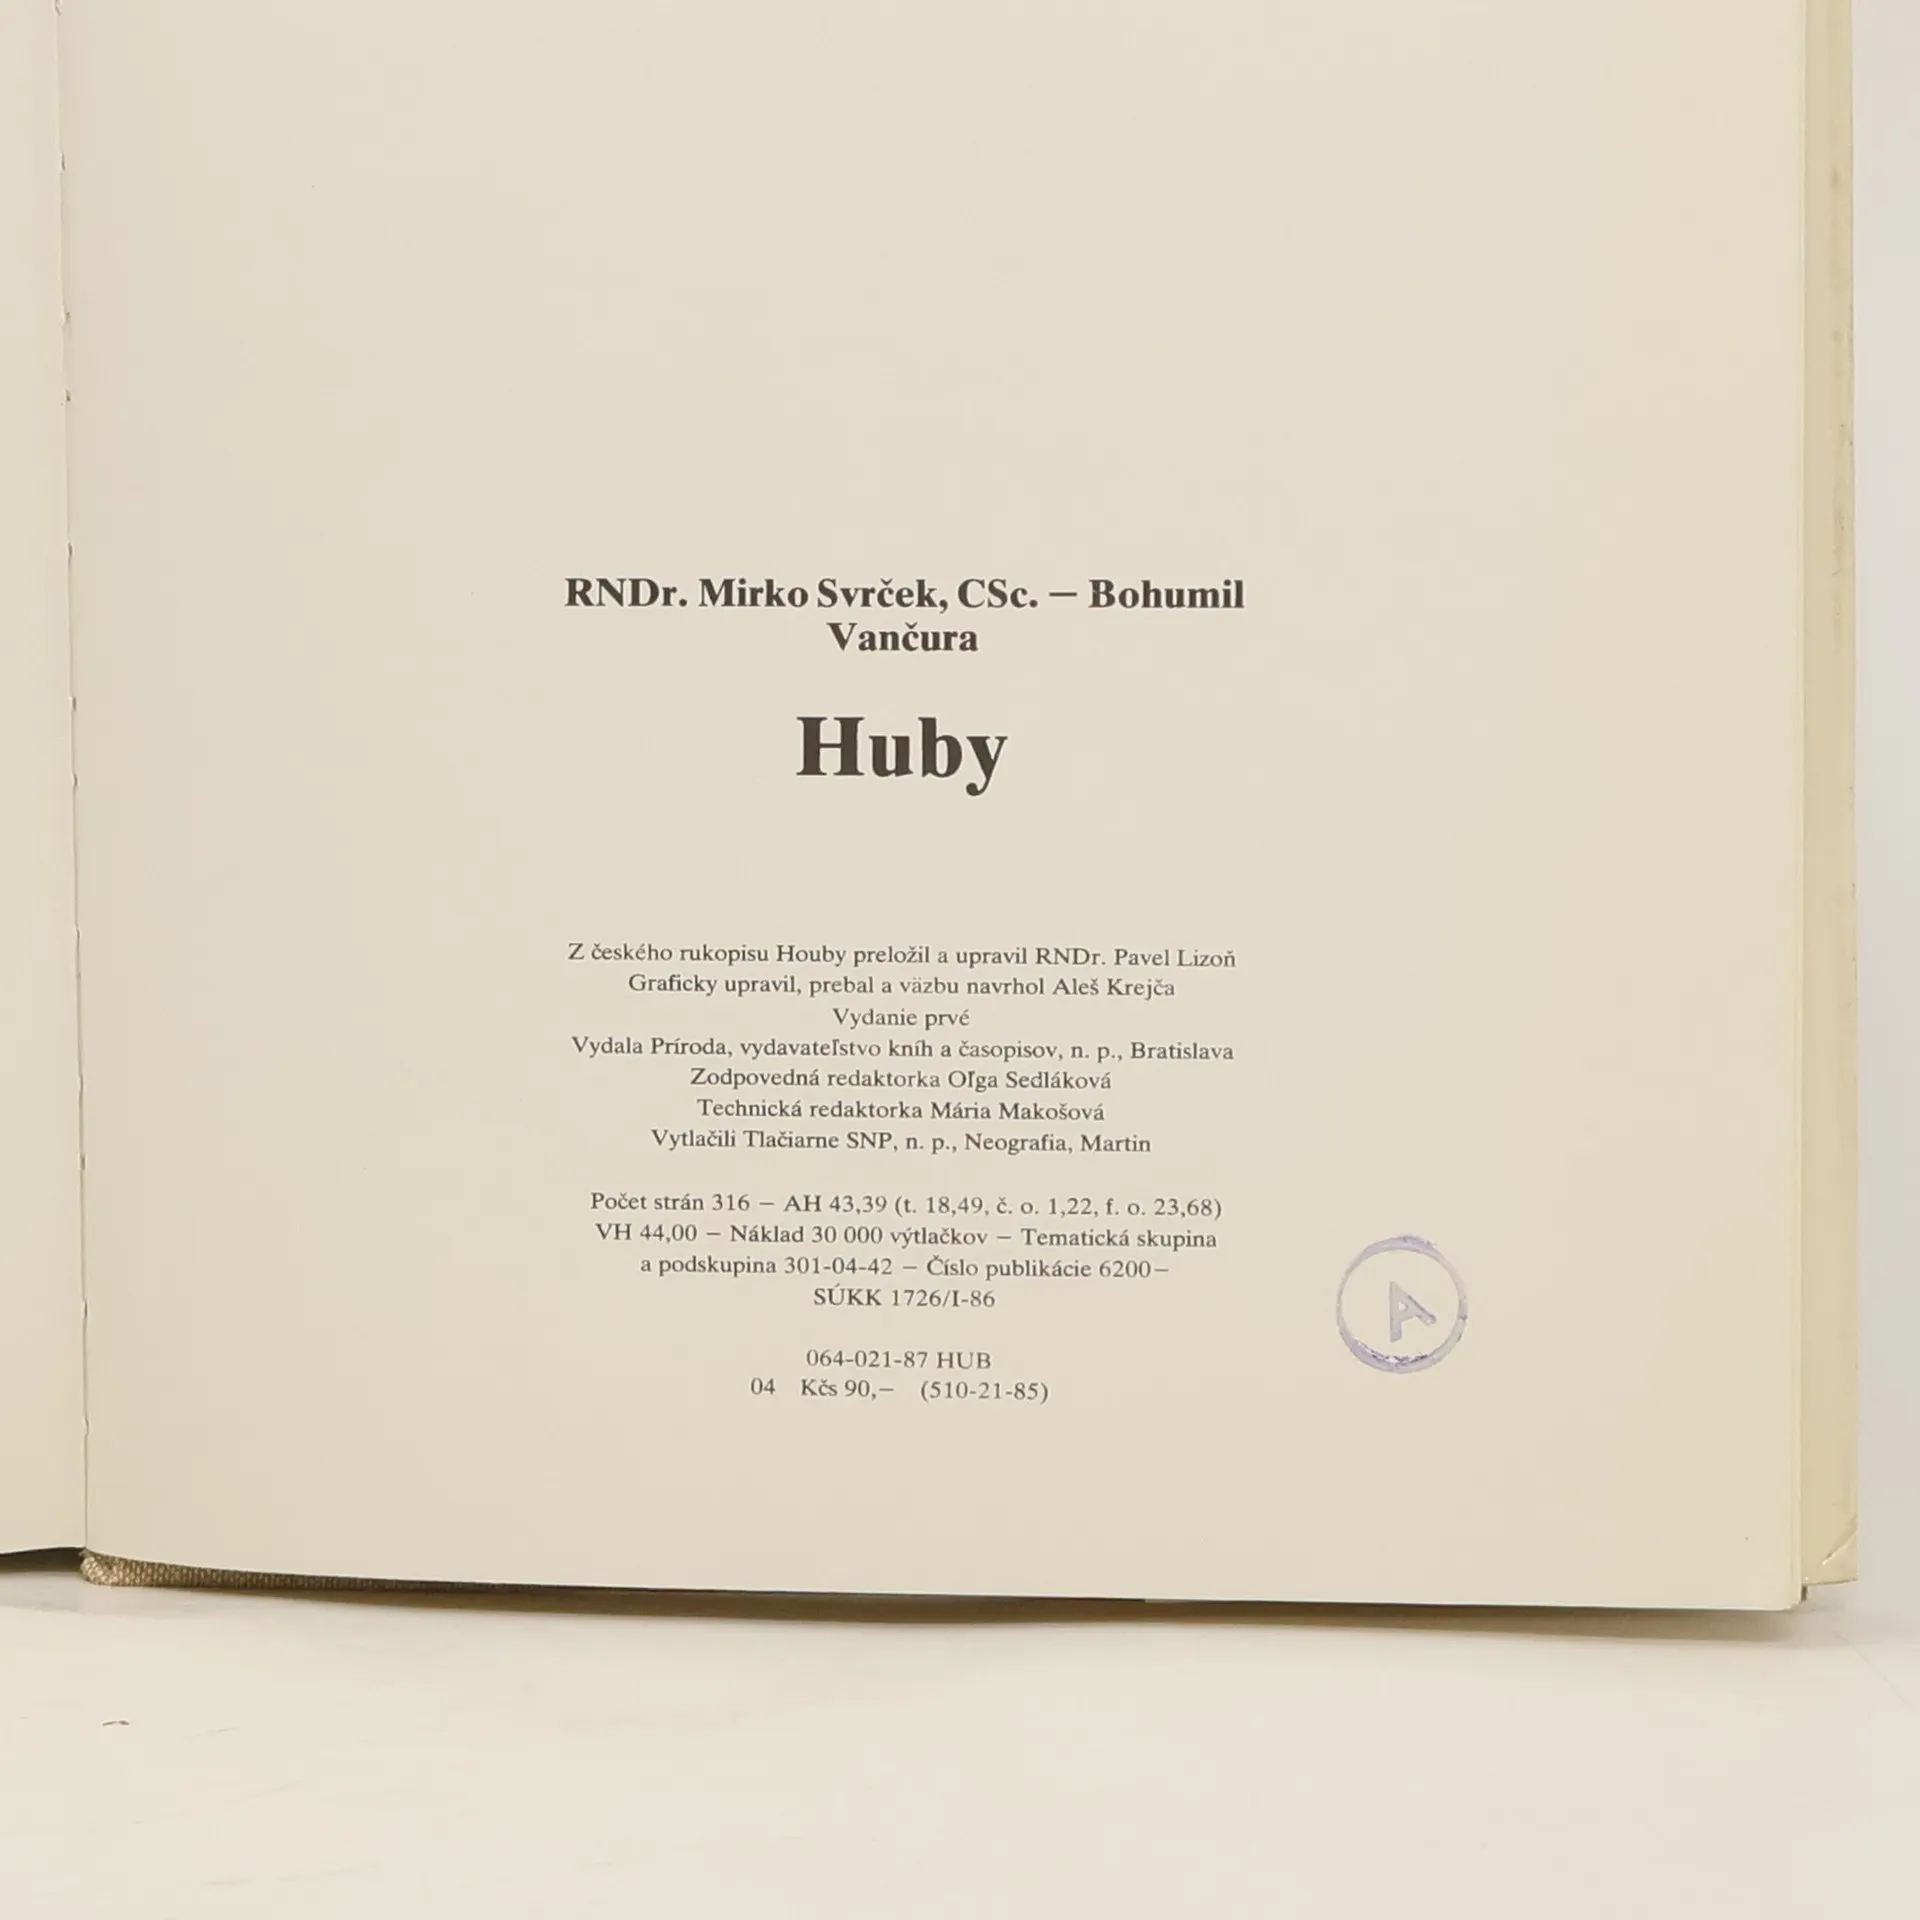 RNDr. Mirko Svrček, CSc. — Bohumil
Vančura
Huby
Z českého rukopisu Houby preložil a upravil RNDr. Pavel Lizoň
Graficky upravil, prebal a väzbu navrhol Aleš Krejča
Vydanie prvé
Vydala Príroda, vydavateľstvo kníh a časopisov, n. p., Bratislava
Zodpovedná redaktorka Oľga Sedláková
Technická redaktorka Mária Makošová
Vytlačili Tlačiarne SNP, n. p., Neografia, Martin
Počet strán 316 — AH 43,39 (t. 18,49, č. o. 1,22, f. o. 23,68)
VH 44,00 — Náklad 30 000 výtlačkov — Tematická skupina
a podskupina 301-04-42 — Číslo publikácie 6200—
SÚKK 1726/I-86
A
064-021-87 HUB
04 Kčs 90,— (510-21-85)